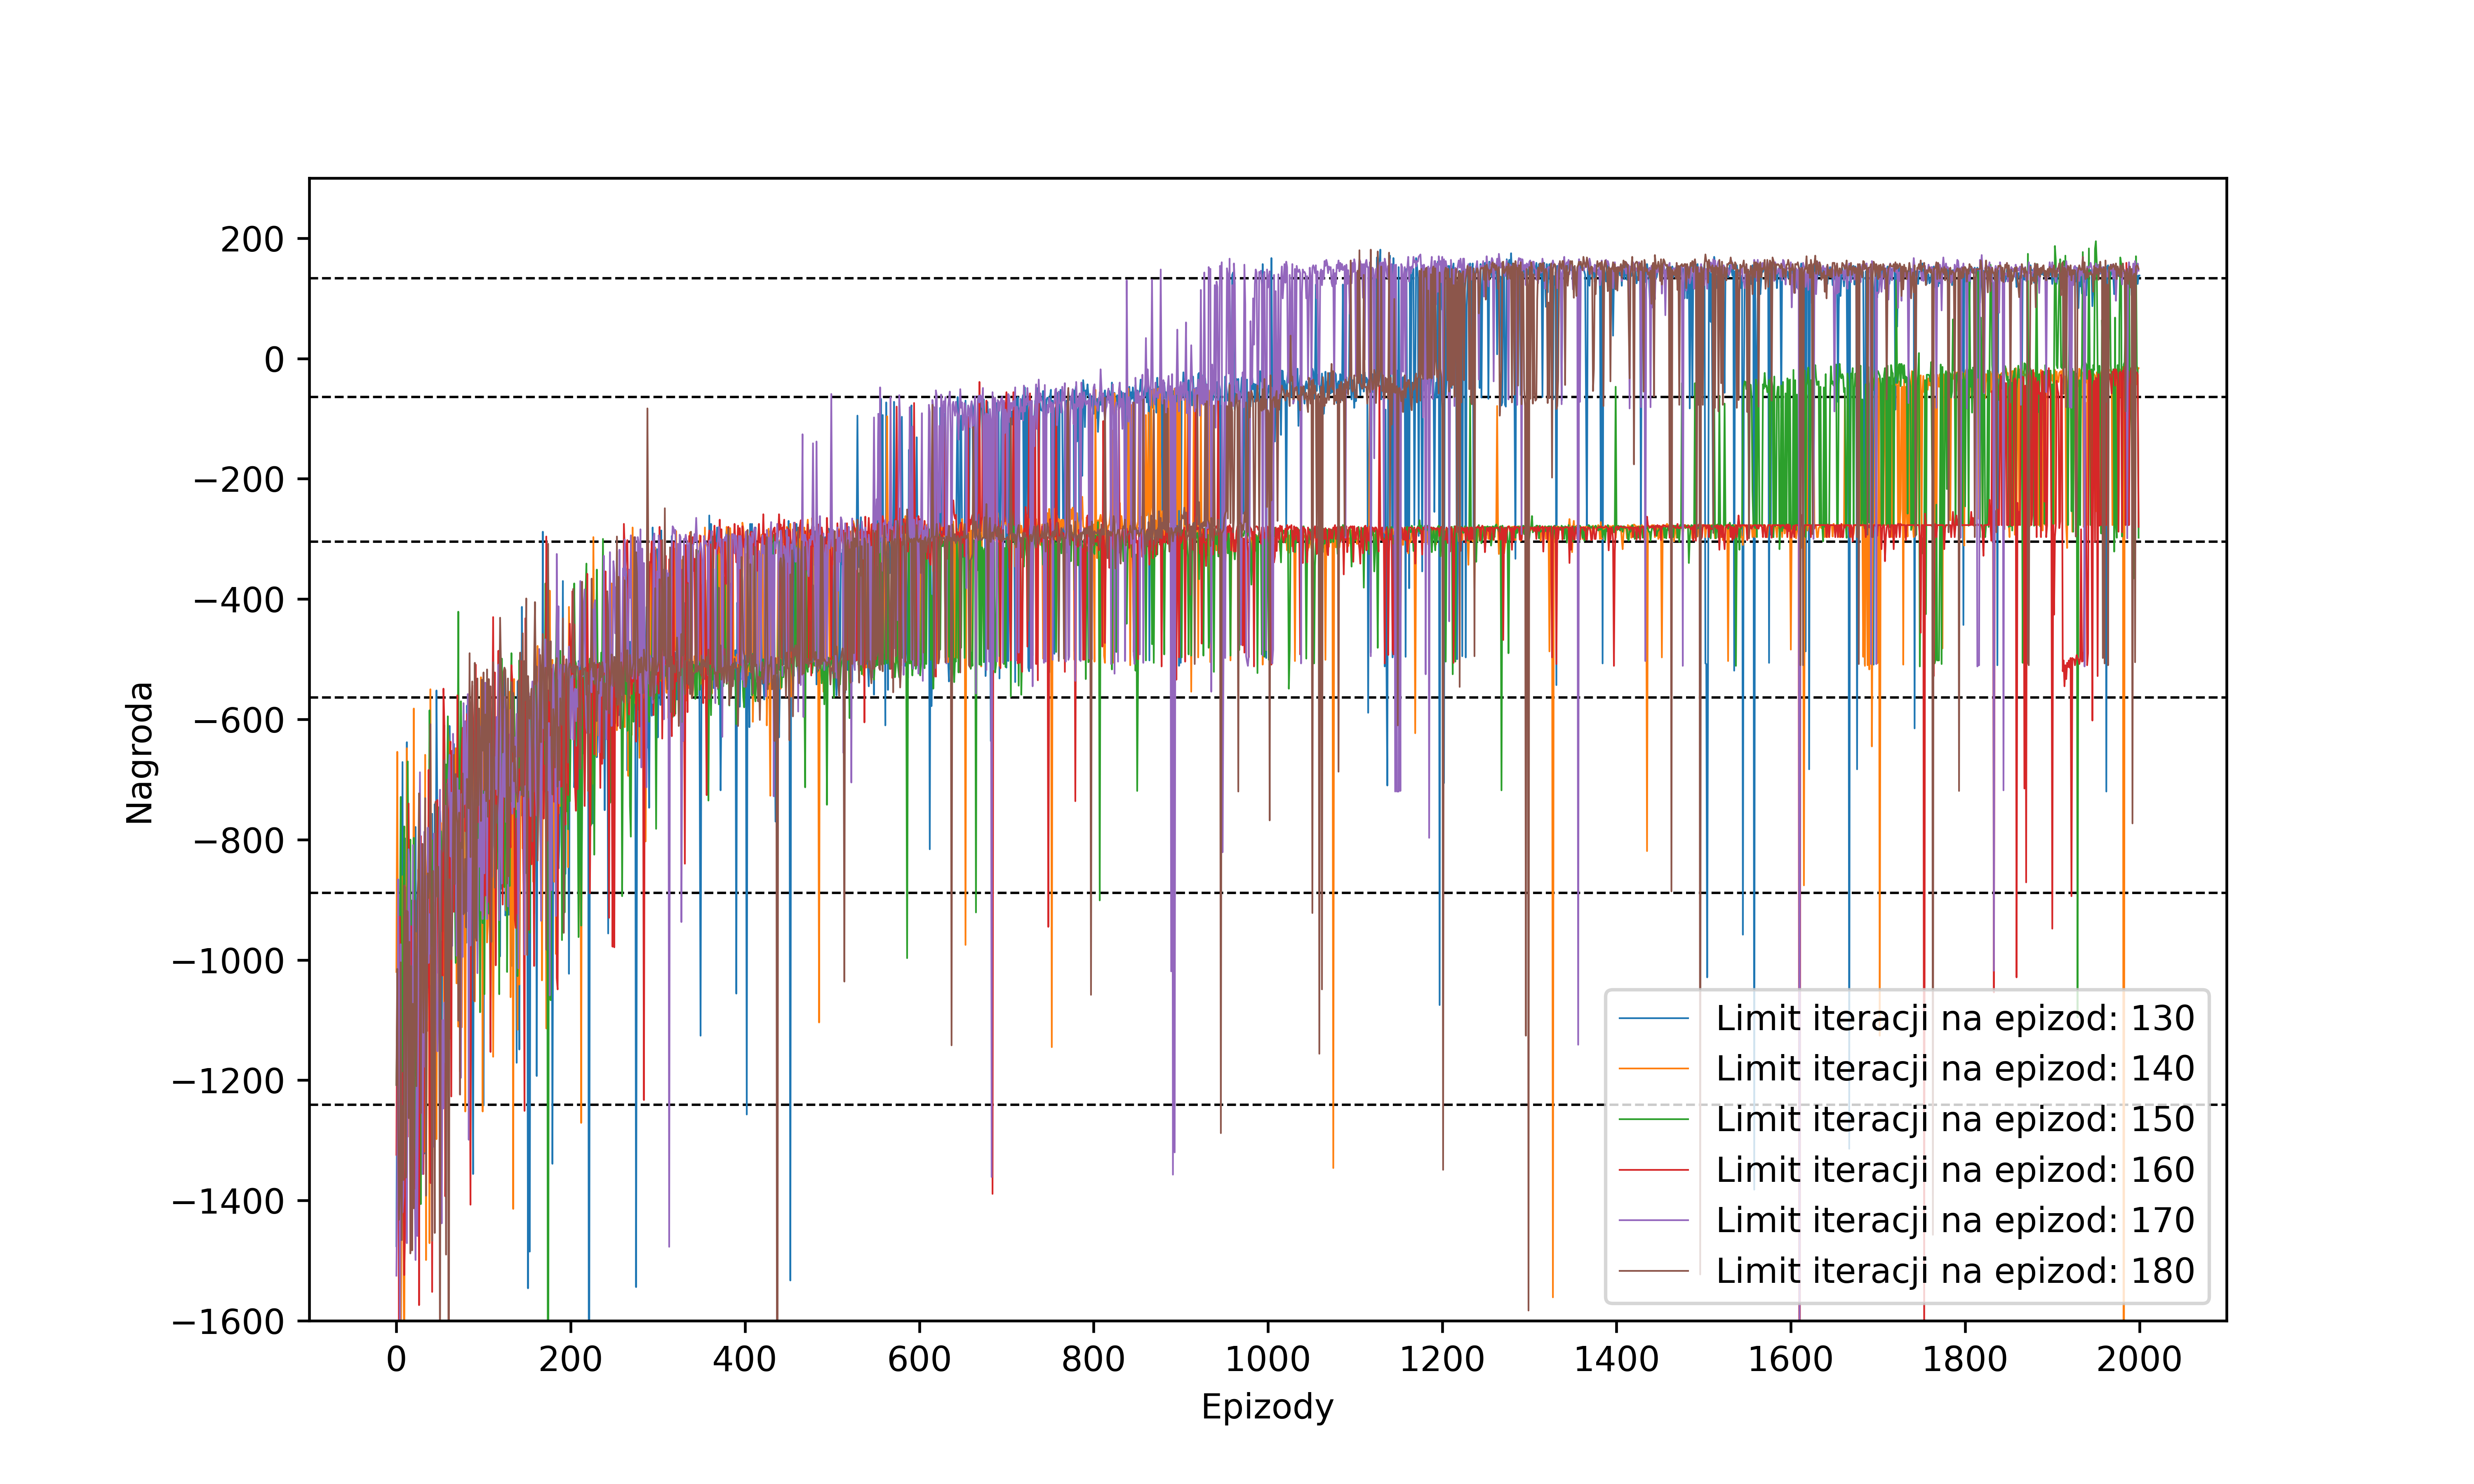 200
0
−200
−400
−600
−800
−1000
−1200
−1400
−1600
Nagroda
0 200 400 600 800 1000 1200 1400 1600 1800 2000
Epizody
Limit iteracji na epizod: 130
Limit iteracji na epizod: 140
Limit iteracji na epizod: 150
Limit iteracji na epizod: 160
Limit iteracji na epizod: 170
Limit iteracji na epizod: 180